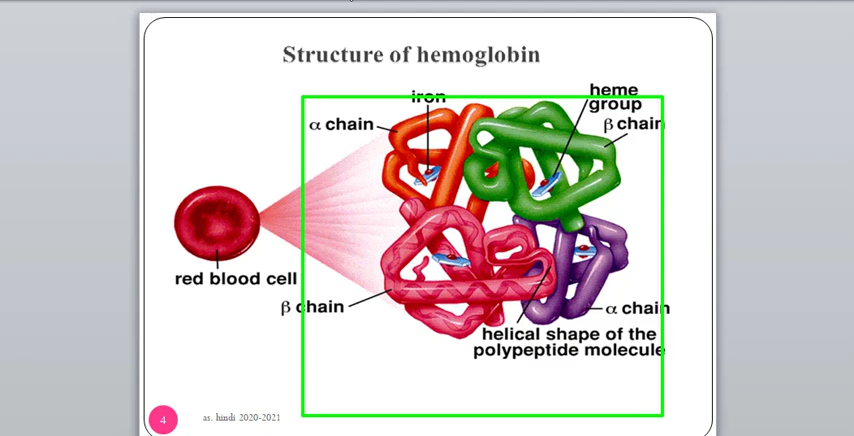 Structure of hemoglobin
iron
heme
group
α chain
β chain
red blood cell
β chain
α chain
helical shape of the
polypeptide molecule
4
as. hindi 2020-2021